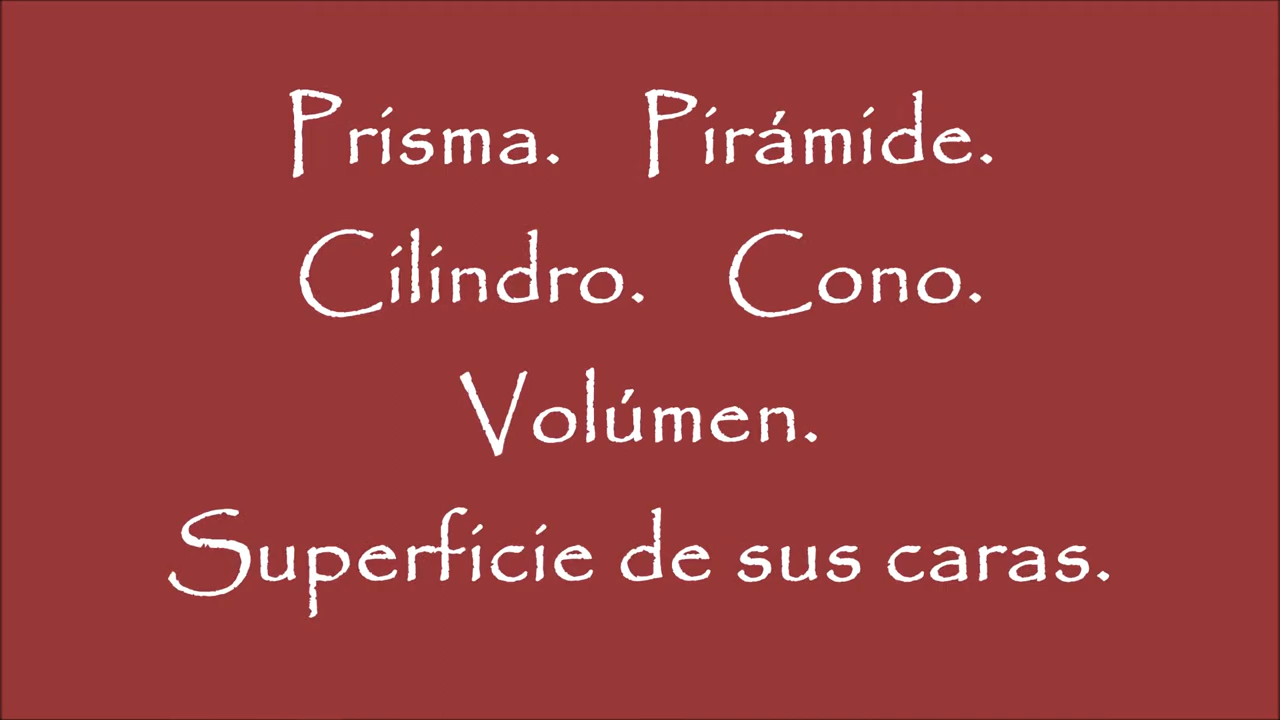 Prisma. Pirámide.
Cilindro. Cono.
Volúmen.
Superficie de sus caras.